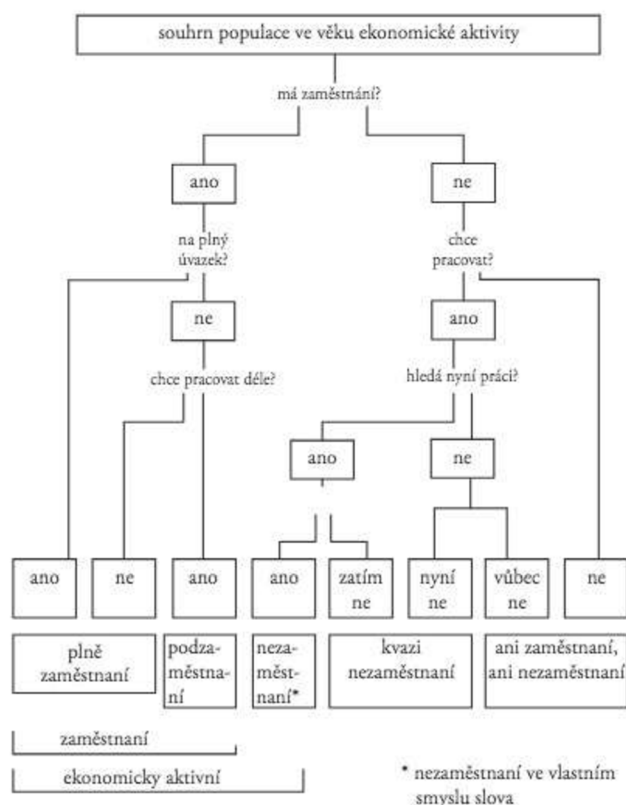 souhrn populace ve věku ekonomické aktivity
má zaměstnání?
ano
ne
na plný
úvazek?
chce
pracovat?
ne
ano
chce pracovat déle?
hledá nyní práci?
ano
ne
ano
ne
ano
ano
zatím
ne
nyní
ne
vůbec
ne
ne
plně
zaměstnaní
podza-
městna-
ní
neza-
měst-
naní*
kvazi
nezaměstnaní
ani zaměstnaní,
ani nezaměstnaní
zaměstnaní
ekonomicky aktivní
* nezaměstnaní ve vlastním
smyslu slova